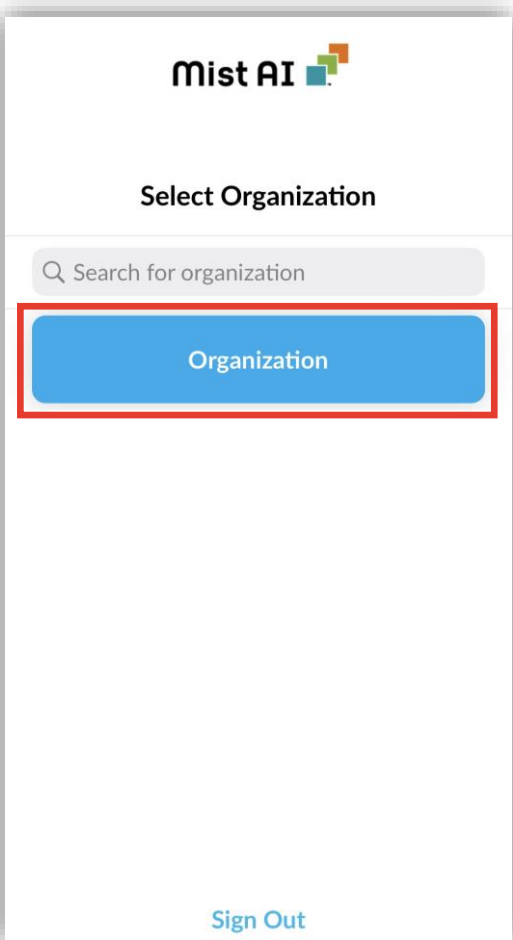 Mist AI
Select Organization
Search for organization
Organization
Sign Out